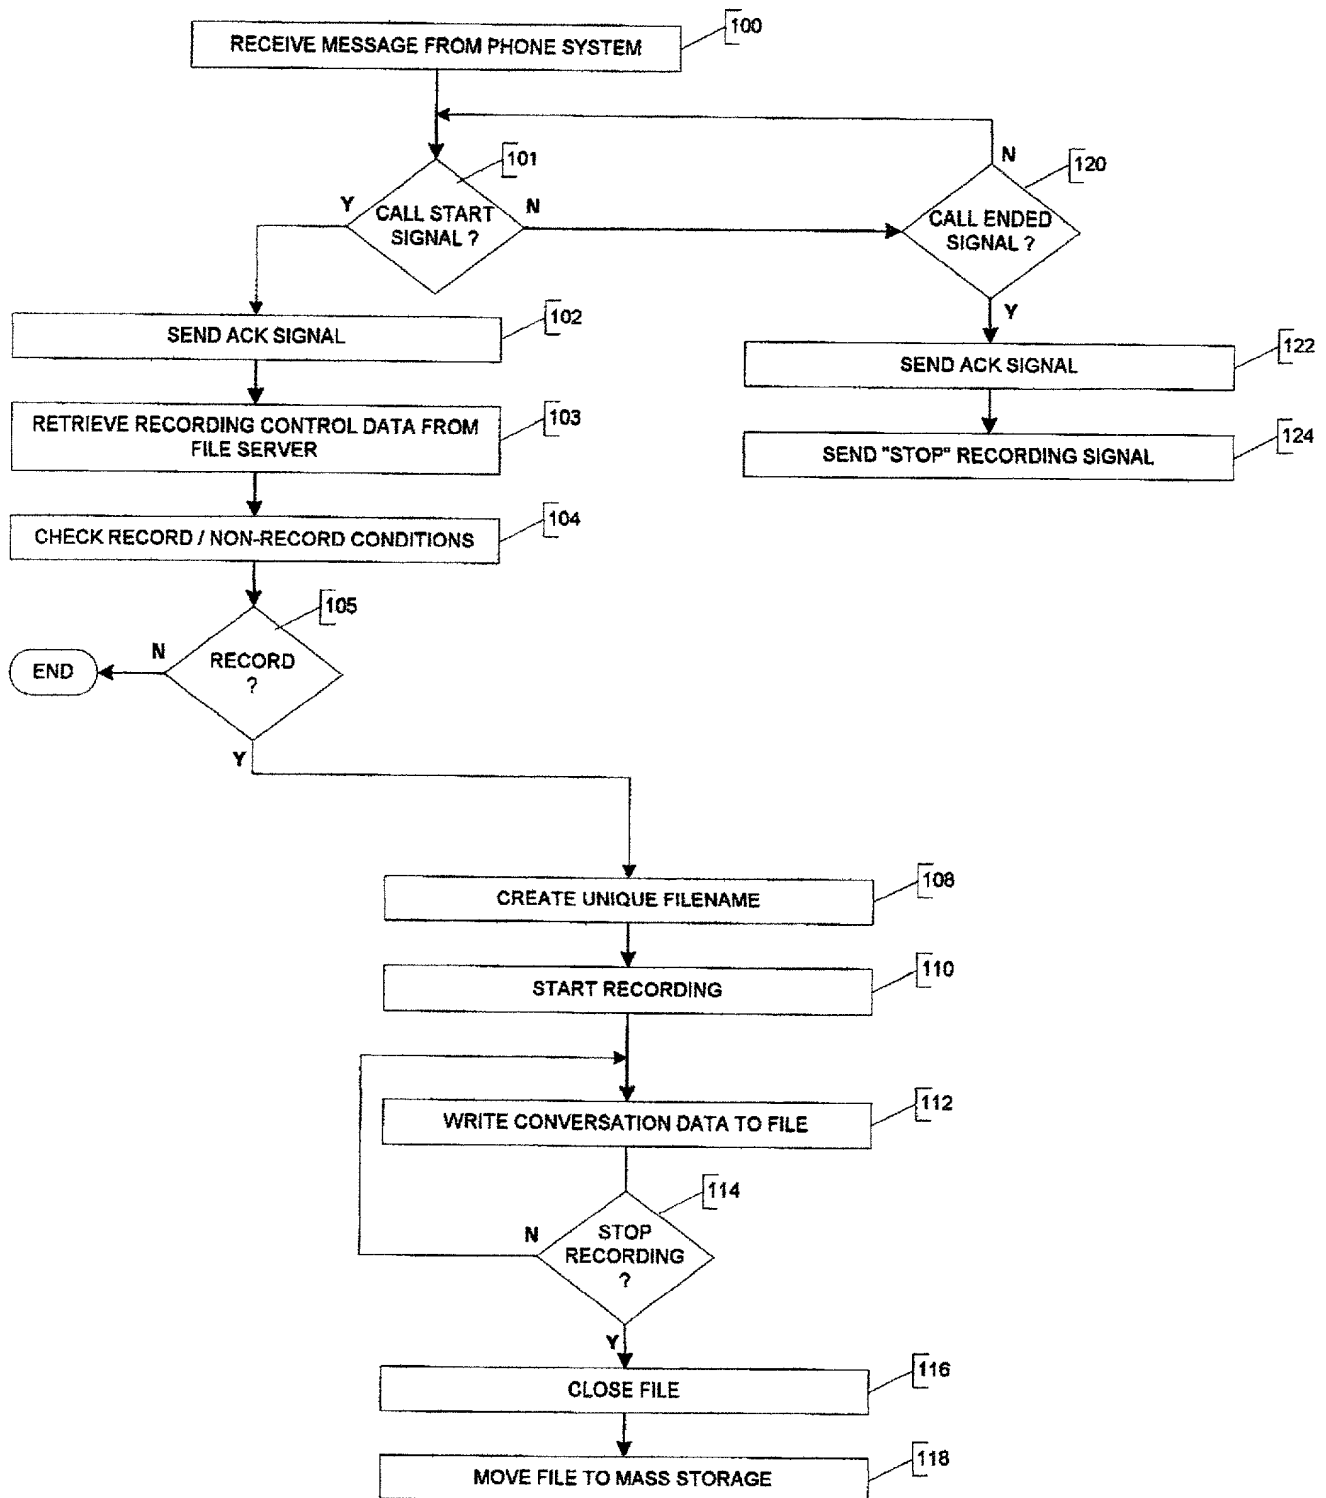 RECEIVE MESSAGE FROM PHONE SYSTEM
100
101
Y
CALL START
SIGNAL ?
N
N
120
CALL ENDED
SIGNAL ?
Y
SEND ACK SIGNAL
102
SEND ACK SIGNAL
122
RETRIEVE RECORDING CONTROL DATA FROM
FILE SERVER
103
SEND "STOP" RECORDING SIGNAL
124
CHECK RECORD / NON-RECORD CONDITIONS
104
105
END
N
RECORD
?
Y
CREATE UNIQUE FILENAME
108
START RECORDING
110
WRITE CONVERSATION DATA TO FILE
112
114
N
STOP
RECORDING
?
Y
CLOSE FILE
116
MOVE FILE TO MASS STORAGE
118